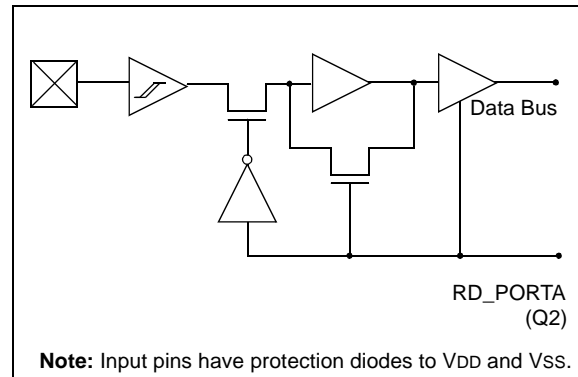 Data Bus
RD_PORTA
(Q2)
Note: Input pins have protection diodes to VDD and VSS.